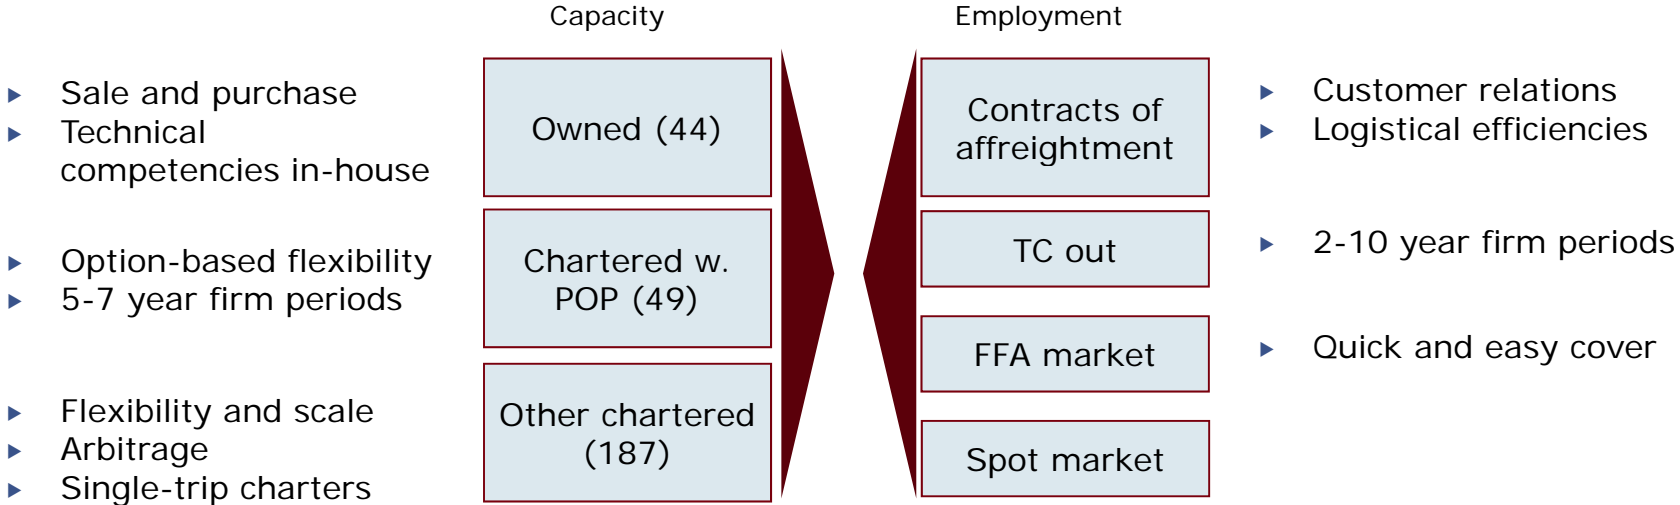 Capacity
Employment
Sale and purchase
Technical
competencies in-house
Owned (44)
Contracts of
affreightment
Customer relations
Logistical efficiencies
Option-based flexibility
5-7 year firm periods
Chartered w.
POP (49)
TC out
2-10 year firm periods
FFA market
Quick and easy cover
Flexibility and scale
Arbitrage
Single-trip charters
Other chartered
(187)
Spot market